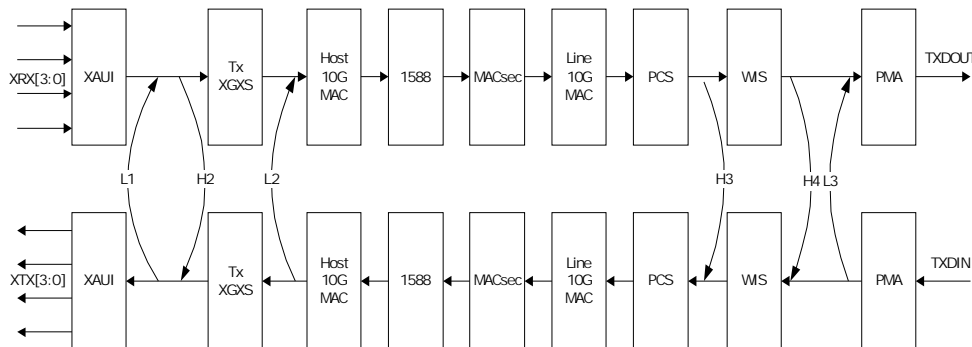 XRX[3:0]
XAUI
Tx
XGXS
Host
10G
MAC
1588
MACsec
Line
10G
MAC
PCS
WIS
PMA
TXDOUT
L1
H2
L2
H3
H4
L3
XTX[3:0]
XAUI
Tx
XGXS
Host
10G
MAC
1588
MACsec
Line
10G
MAC
PCS
WIS
PMA
TXDIN